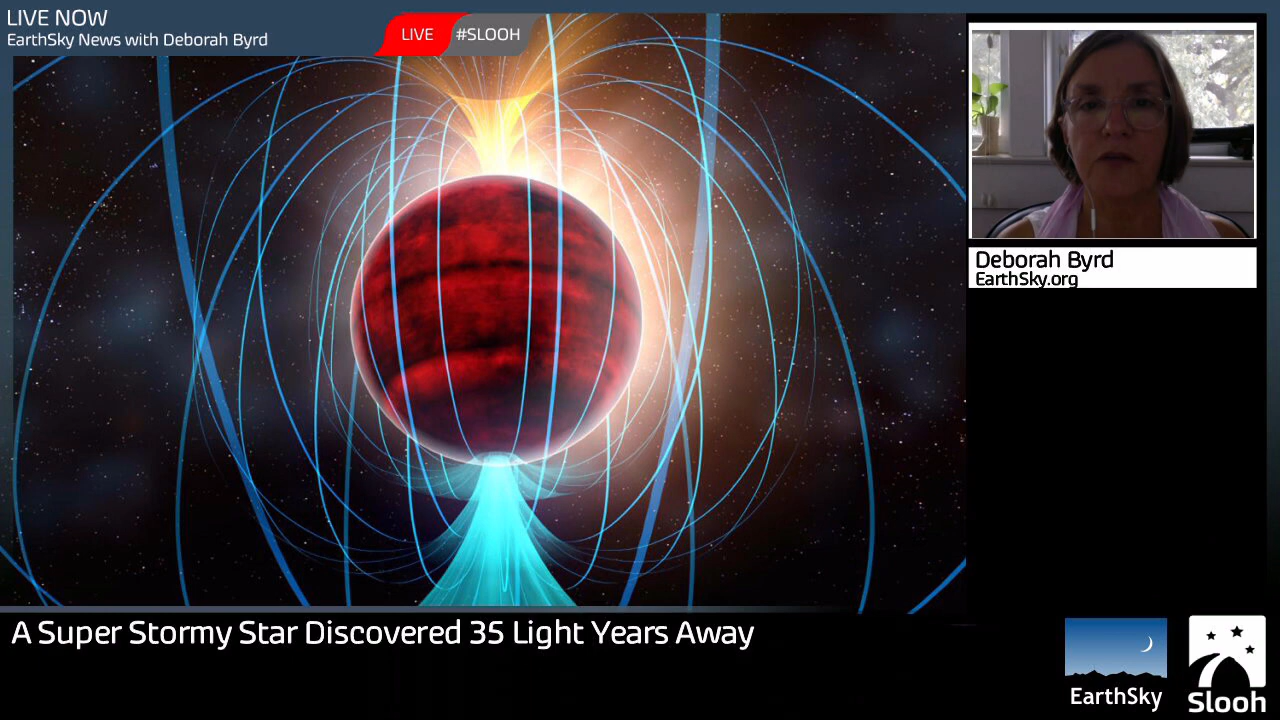 LIVE NOW
EarthSky News with Deborah Byrd
LIVE #SLOOH
Deborah Byrd
EarthSky.org
A Super Stormy Star Discovered 35 Light Years Away
EarthSky
Slooh